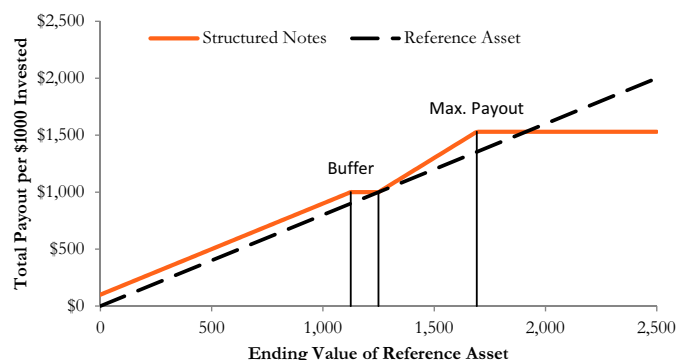 $2,500
Structured Notes
Reference Asset
$2,000
Max. Payout
$1,500
Buffer
$1,000
$500
$0
0
500
1,000
1,500
2,000
2,500
Total Payout per $1000 Invested
Ending Value of Reference Asset